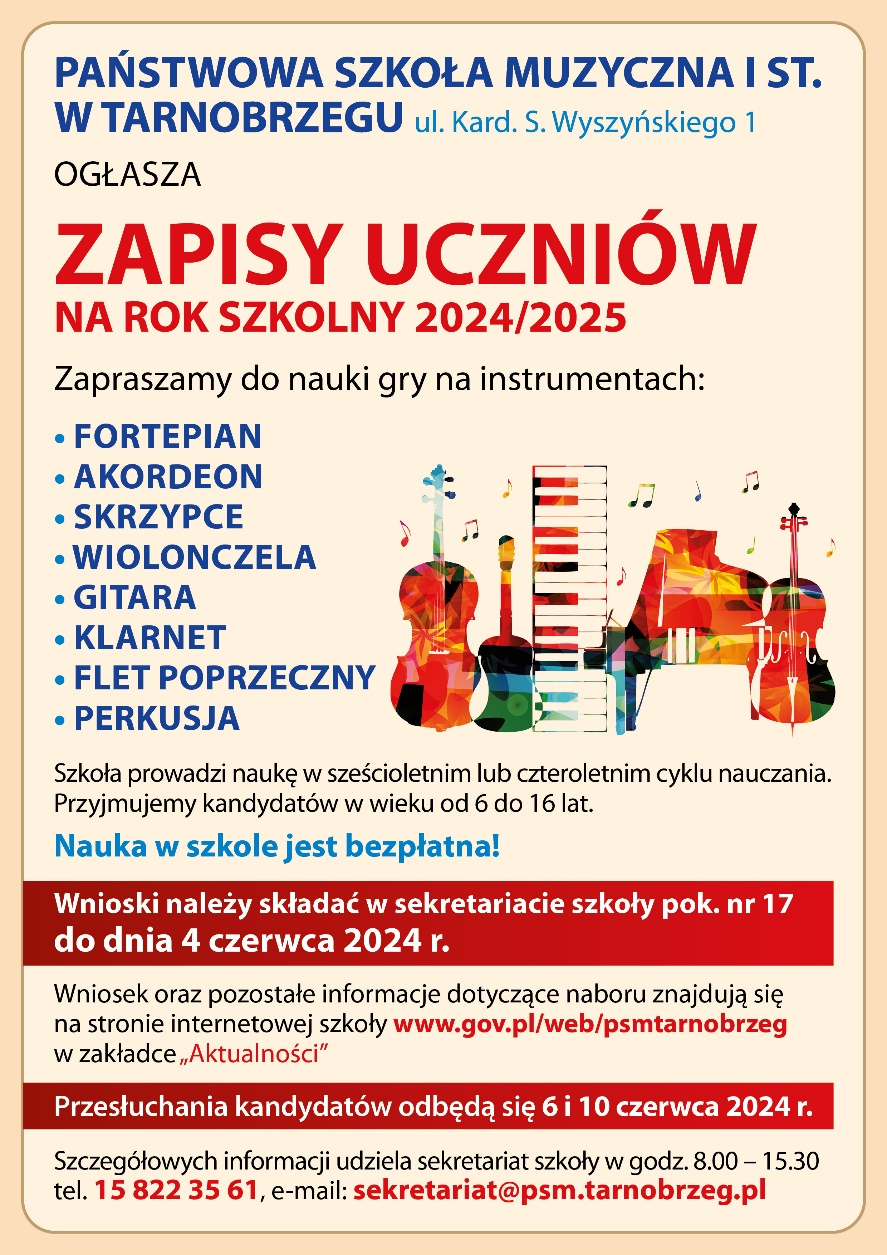 PAŃSTWOWA SZKOŁA MUZYCZNA I ST.
W TARNOBRZEGU ul. Kard. S. Wyszyńskiego 1
OGŁASZA
ZAPISY UCZNIÓW
NA ROK SZKOLNY 2024/2025
Zapraszamy do nauki gry na instrumentach:
• FORTEPIAN
• AKORDEON
• SKRZYPCE
• WIOLONCZELA
• GITARA
• KLARNET
• FLET POPRZECZNY
• PERKUSJA
Szkoła prowadzi naukę w sześcioletnim lub czteroletnim cyklu nauczania.
Przyjmujemy kandydatów w wieku od 6 do 16 lat.
Nauka w szkole jest bezpłatna!
Wnioski należy składać w sekretariacie szkoły pok. nr 17
do dnia 4 czerwca 2024 r.
Wniosek oraz pozostałe informacje dotyczące naboru znajdują się
na stronie internetowej szkoły www.gov.pl/web/psmtarnobrzeg
w zakładce „Aktualności”
Przesłuchania kandydatów odbędą się 6 i 10 czerwca 2024 r.
Szczegółowych informacji udziela sekretariat szkoły w godz. 8.00 – 15.30
tel. 15 822 35 61, e-mail: sekretariat@psm.tarnobrzeg.pl